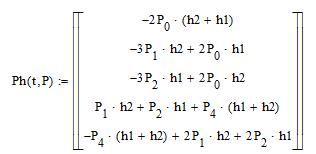 -2P₀ · (h2 + h1)
-3P₁ · h2 + 2P₀ · h1
Ph(t,P) := -3P₂ · h1 + 2P₀ · h2
P₁ · h2 + P₂ · h1 + P₄ · (h1 + h2)
-P₄ · (h1 + h2) + 2P₁ · h2 + 2P₂ · h1